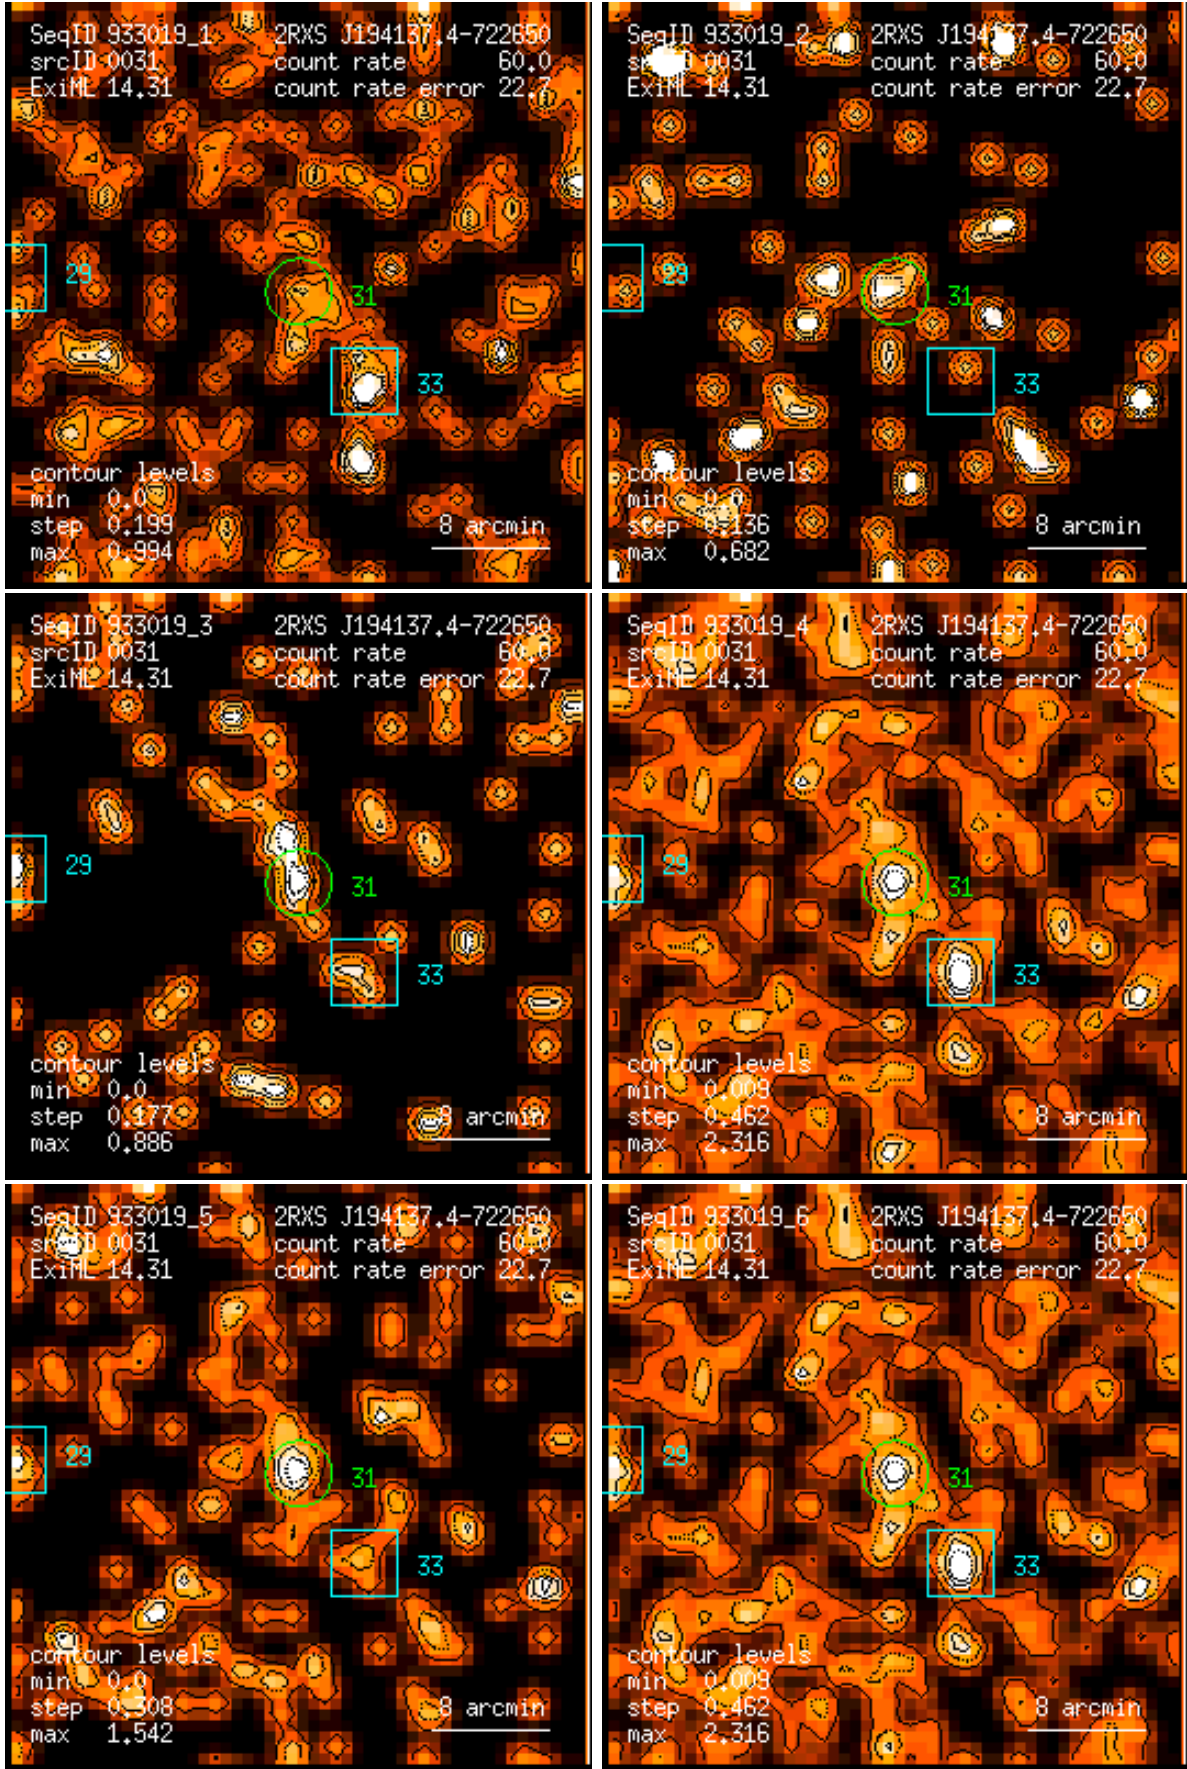 SeqID 933019_1 2RXS J194137.4-722650
srcID 0031 count rate 60.0
ExiML 14.31 count rate error 22.7
29
31
33
contour levels
min 0.0
step 0.199 8 arcmin
max 0.994
SeqID 933019_2 2RXS J194137.4-722650
srcID 0031 count rate 60.0
ExiML 14.31 count rate error 22.7
29
31
33
contour levels
min 0.0
step 0.136 8 arcmin
max 0.682
SeqID 933019_3 2RXS J194137.4-722650
srcID 0031 count rate 60.0
ExiML 14.31 count rate error 22.7
29
31
33
contour levels
min 0.0
step 0.177 8 arcmin
max 0.886
SeqID 933019_4 2RXS J194137.4-722650
srcID 0031 count rate 60.0
ExiML 14.31 count rate error 22.7
29
31
33
contour levels
min 0.009
step 0.462 8 arcmin
max 2.316
SeqID 933019_5 2RXS J194137.4-722650
srcID 0031 count rate 60.0
ExiML 14.31 count rate error 22.7
29
31
33
contour levels
min 0.0
step 0.308 8 arcmin
max 1.542
SeqID 933019_6 2RXS J194137.4-722650
srcID 0031 count rate 60.0
ExiML 14.31 count rate error 22.7
29
31
33
contour levels
min 0.009
step 0.462 8 arcmin
max 2.316